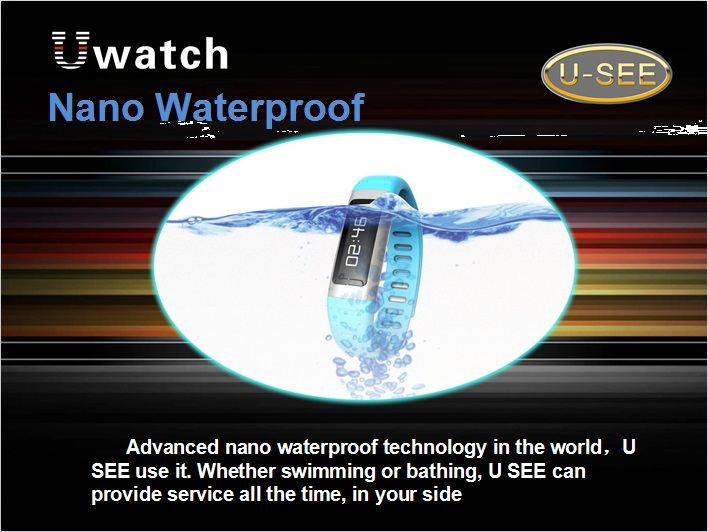 Uwatch
U-SEE
Nano Waterproof
02:46
Advanced nano waterproof technology in the world，U
SEE use it. Whether swimming or bathing, U SEE can
provide service all the time, in your side